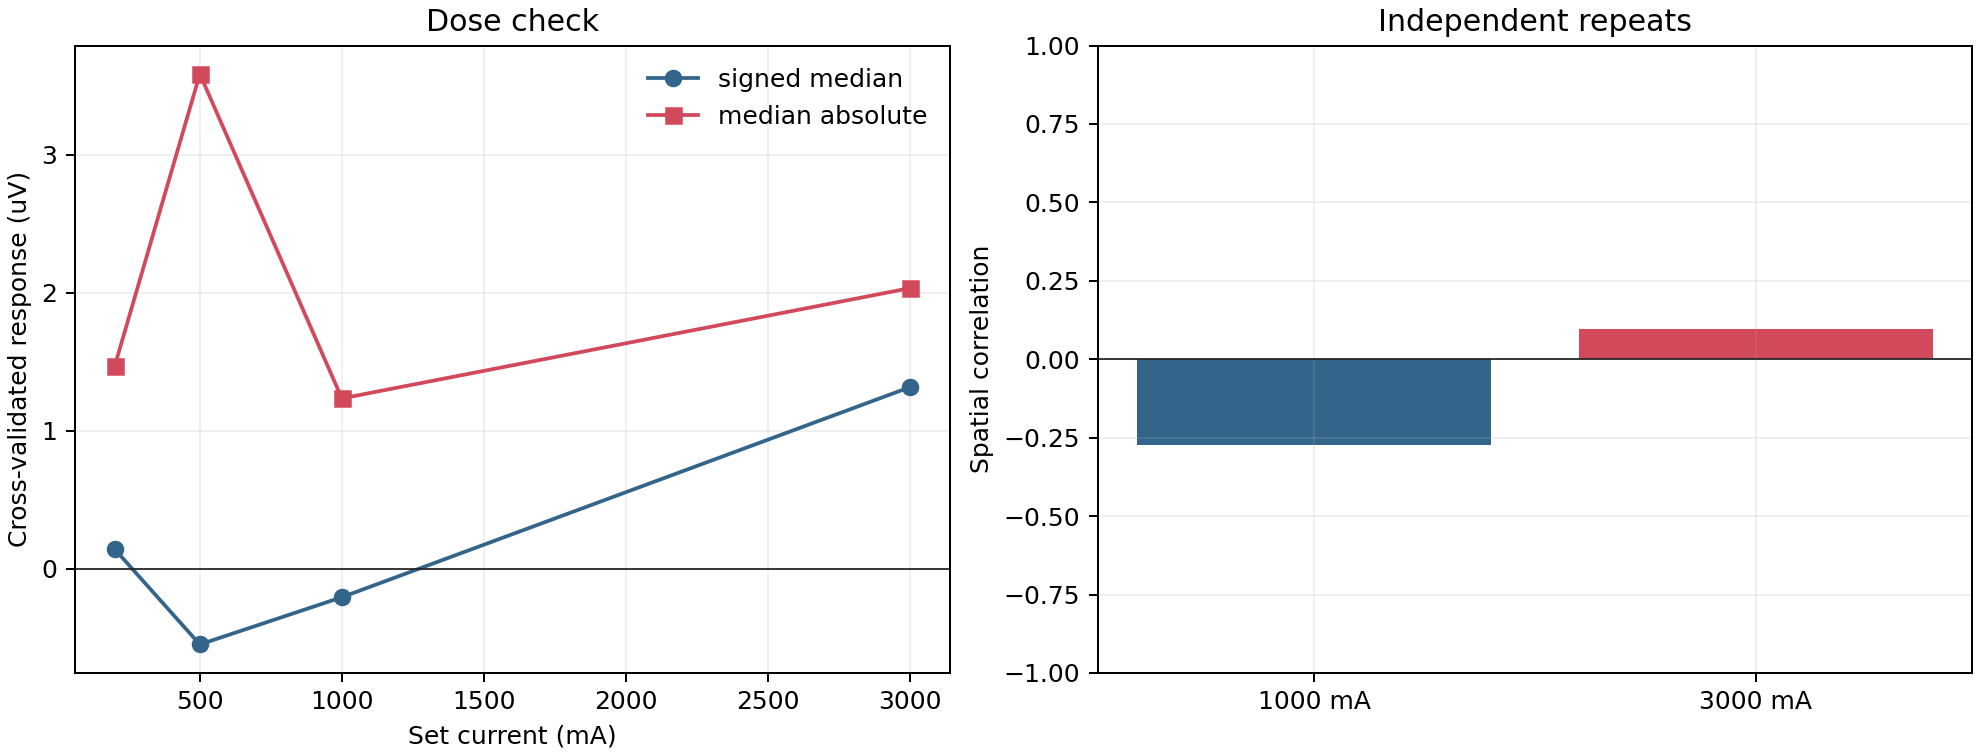 Dose check
signed median
median absolute
Cross-validated response (uV)
3
2
1
0
500 1000 1500 2000 2500 3000
Set current (mA)
Independent repeats
Spatial correlation
1.00
0.75
0.50
0.25
0.00
−0.25
−0.50
−0.75
−1.00
1000 mA 3000 mA